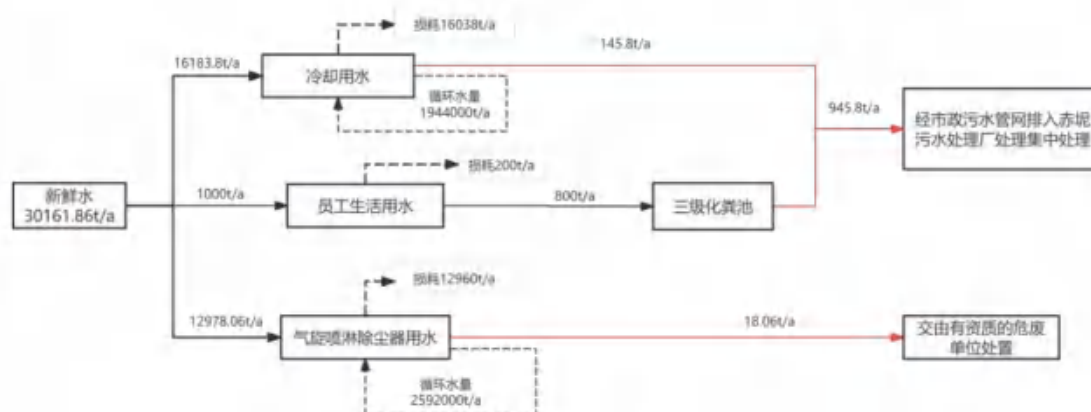 损耗16038t/a
16183.8t/a
145.8t/a
冷却用水
循环水量
1944000t/a
945.8t/a
经市政污水管网排入赤坭
污水处理厂处理集中处理
损耗200t/a
新鲜水
30161.86t/a
1000t/a
员工生活用水
800t/a
三级化粪池
损耗12960t/a
12978.06t/a
18.06t/a
气旋喷淋除尘器用水
交由有资质的危废
单位处置
循环水量
2592000t/a